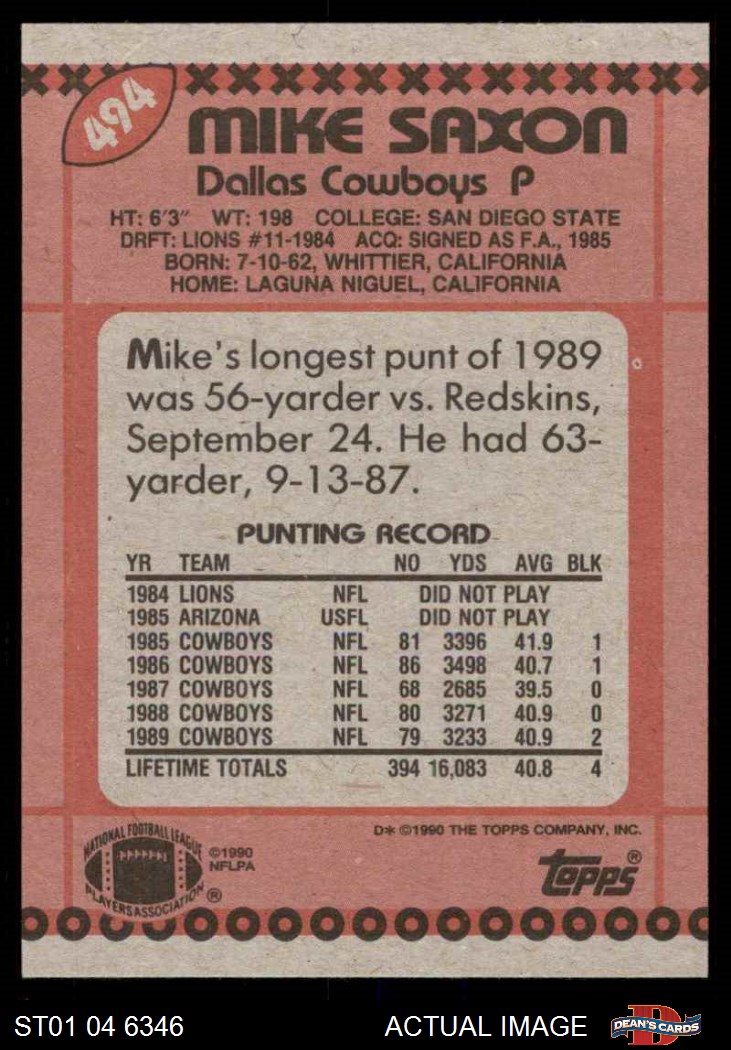 494
MIKE SAXON
Dallas Cowboys P
HT: 6'3" WT: 198 COLLEGE: SAN DIEGO STATE
DRFT: LIONS #11-1984 ACQ: SIGNED AS F.A., 1985
BORN: 7-10-62, WHITTIER, CALIFORNIA
HOME: LAGUNA NIGUEL, CALIFORNIA
Mike's longest punt of 1989
was 56-yarder vs. Redskins,
September 24. He had 63-
yarder, 9-13-87.
PUNTING RECORD
YR TEAM NO YDS AVG BLK
1984 LIONS NFL DID NOT PLAY
1985 ARIZONA USFL DID NOT PLAY
1985 COWBOYS NFL 81 3396 41.9 1
1986 COWBOYS NFL 86 3498 40.7 1
1987 COWBOYS NFL 68 2685 39.5 0
1988 COWBOYS NFL 80 3271 40.9 0
1989 COWBOYS NFL 79 3233 40.9 2
LIFETIME TOTALS 394 16,083 40.8 4
D* ©1990 THE TOPPS COMPANY, INC.
NATIONAL FOOTBALL LEAGUE
PLAYERS ASSOCIATION ®
©1990
NFLPA
Topps®
ST01 04 6346 ACTUAL IMAGE
D
DEAN'S CARDS